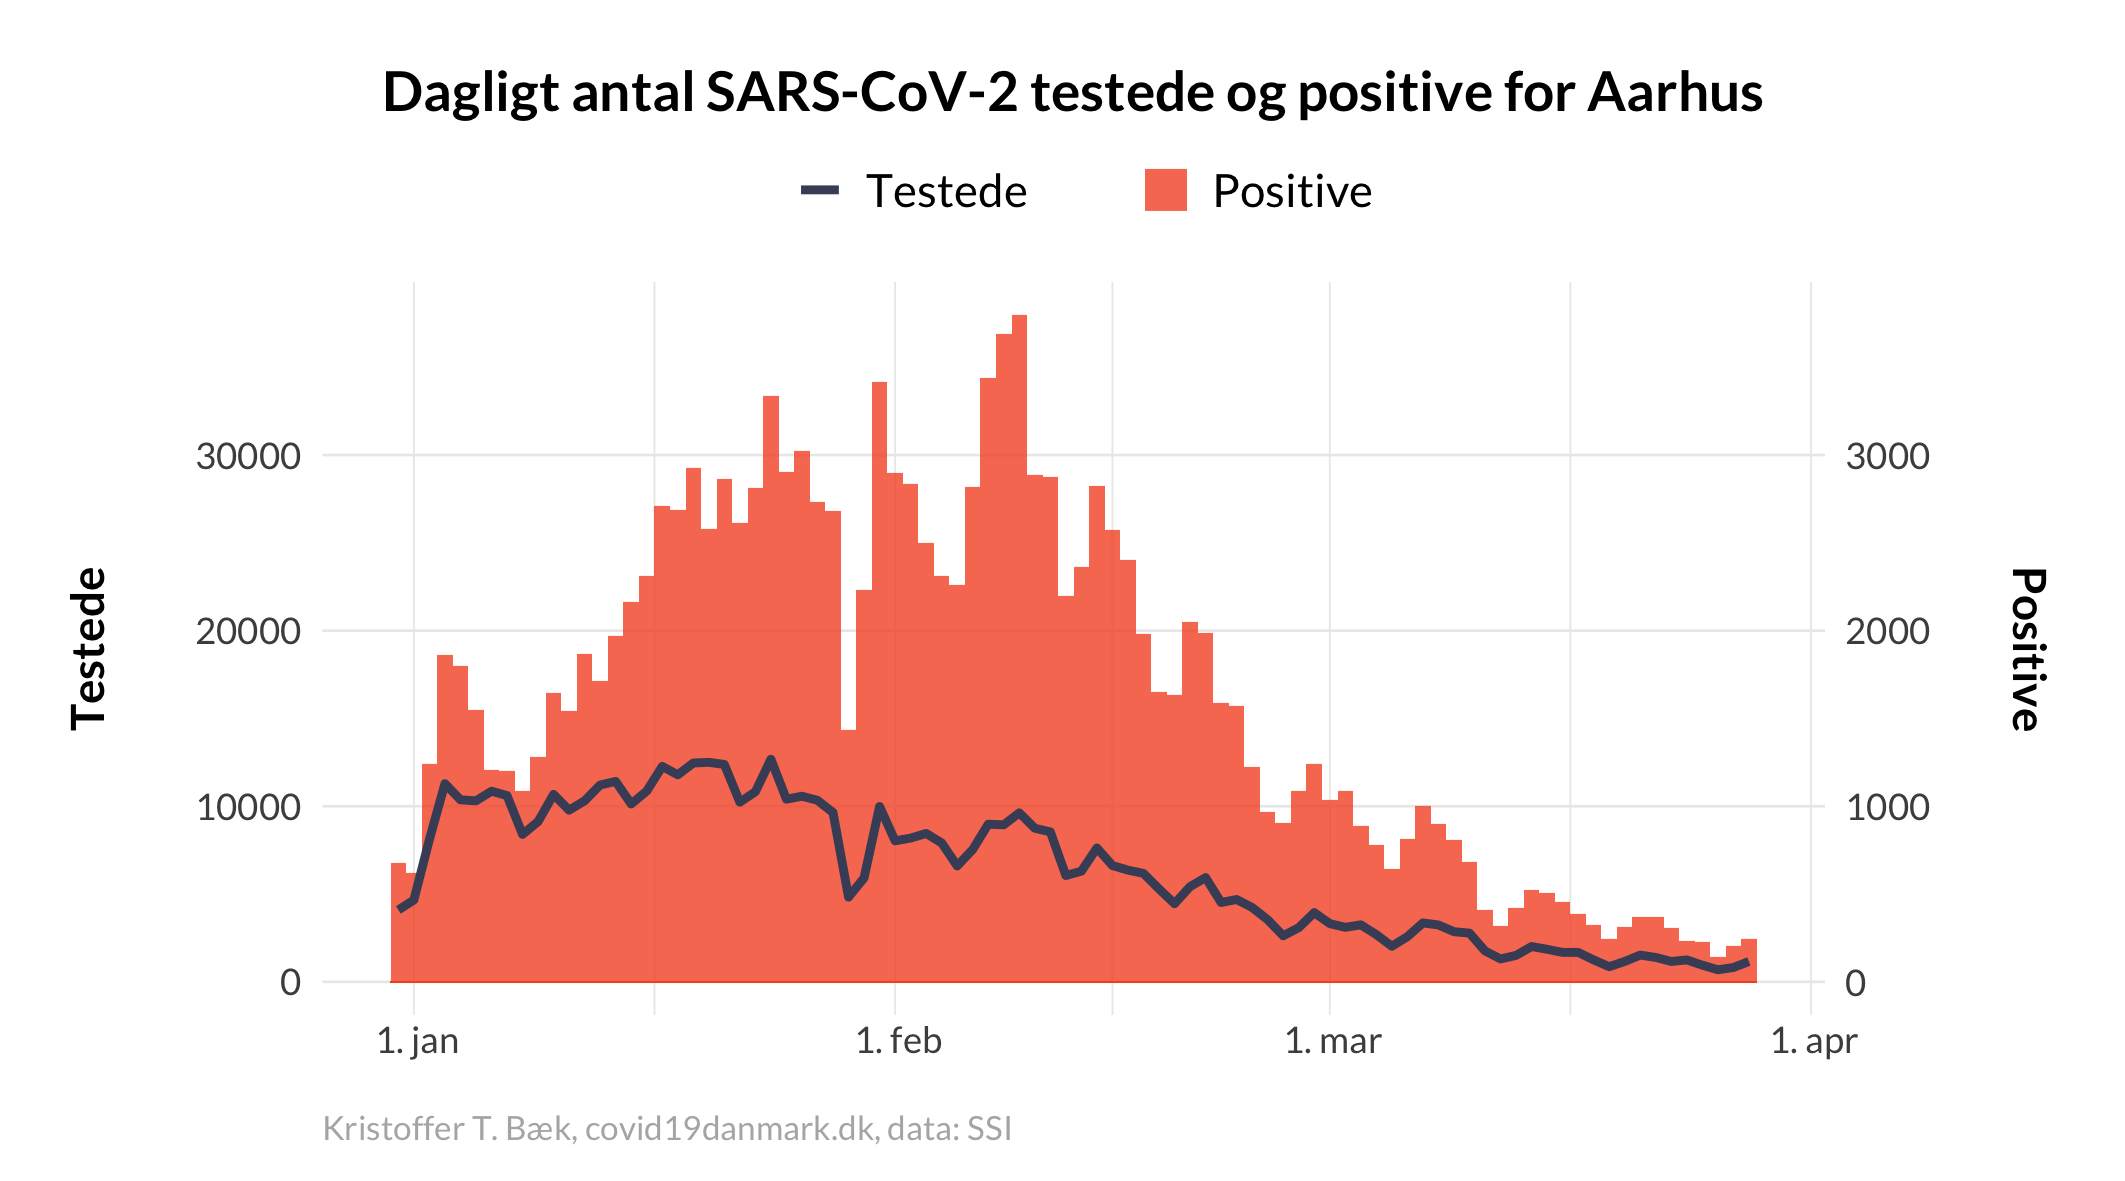 Dagligt antal SARS-CoV-2 testede og positive for Aarhus
Testede
Positive
30000
20000
10000
0
Testede
3000
2000
1000
0
Positive
1. jan
1. feb
1. mar
1. apr
Kristoffer T. Bæk, covid19danmark.dk, data: SSI